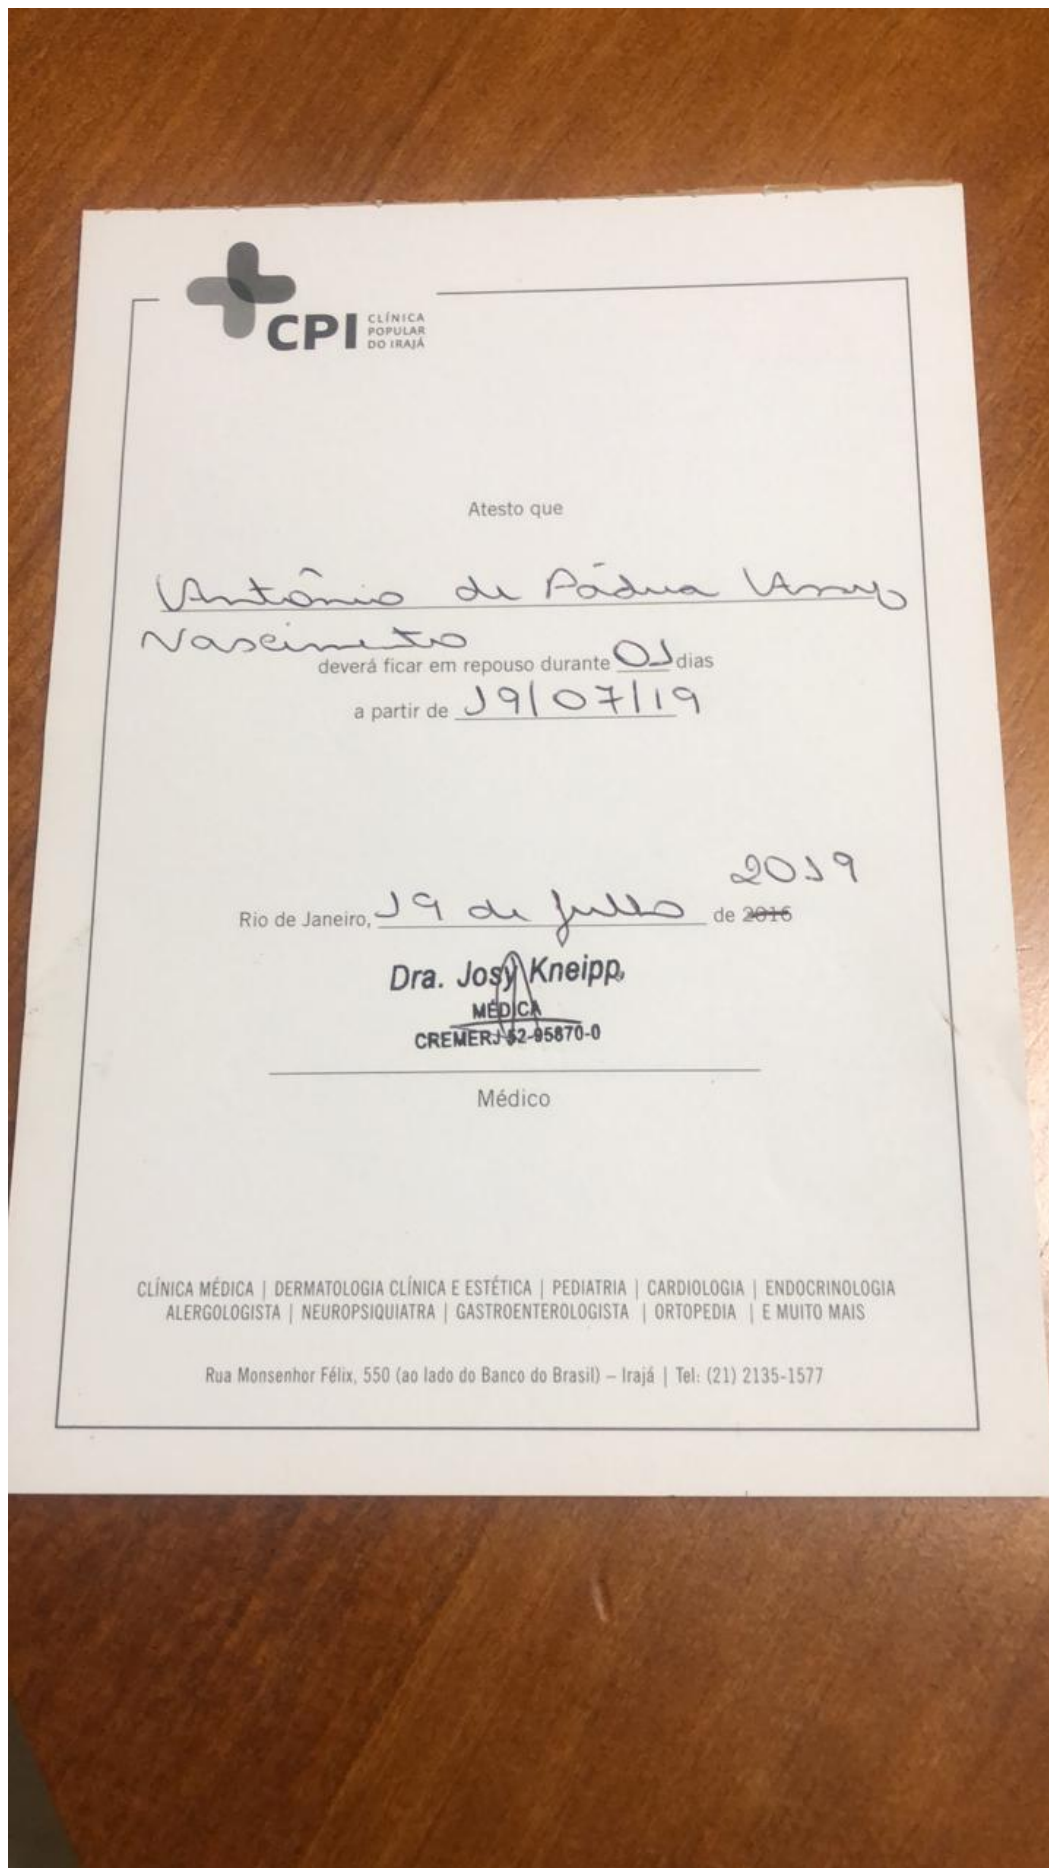 CPI CLÍNICA
POPULAR
DO IRAJÁ
Atesto que
Antônio de Pádua
Nascimento
deverá ficar em repouso durante 01 dias
a partir de 19/07/19
2019
Rio de Janeiro, 19 de julho de 2016
Dra. Josy Kneipp
MÉDICA
CREMERJ 52-95870-0
Médico
CLÍNICA MÉDICA | DERMATOLOGIA CLÍNICA E ESTÉTICA | PEDIATRIA | CARDIOLOGIA | ENDOCRINOLOGIA
ALERGOLOGISTA | NEUROPSIQUIATRA | GASTROENTEROLOGISTA | ORTOPEDIA | E MUITO MAIS
Rua Monsenhor Félix, 550 (ao lado do Banco do Brasil) – Irajá | Tel: (21) 2135-1577